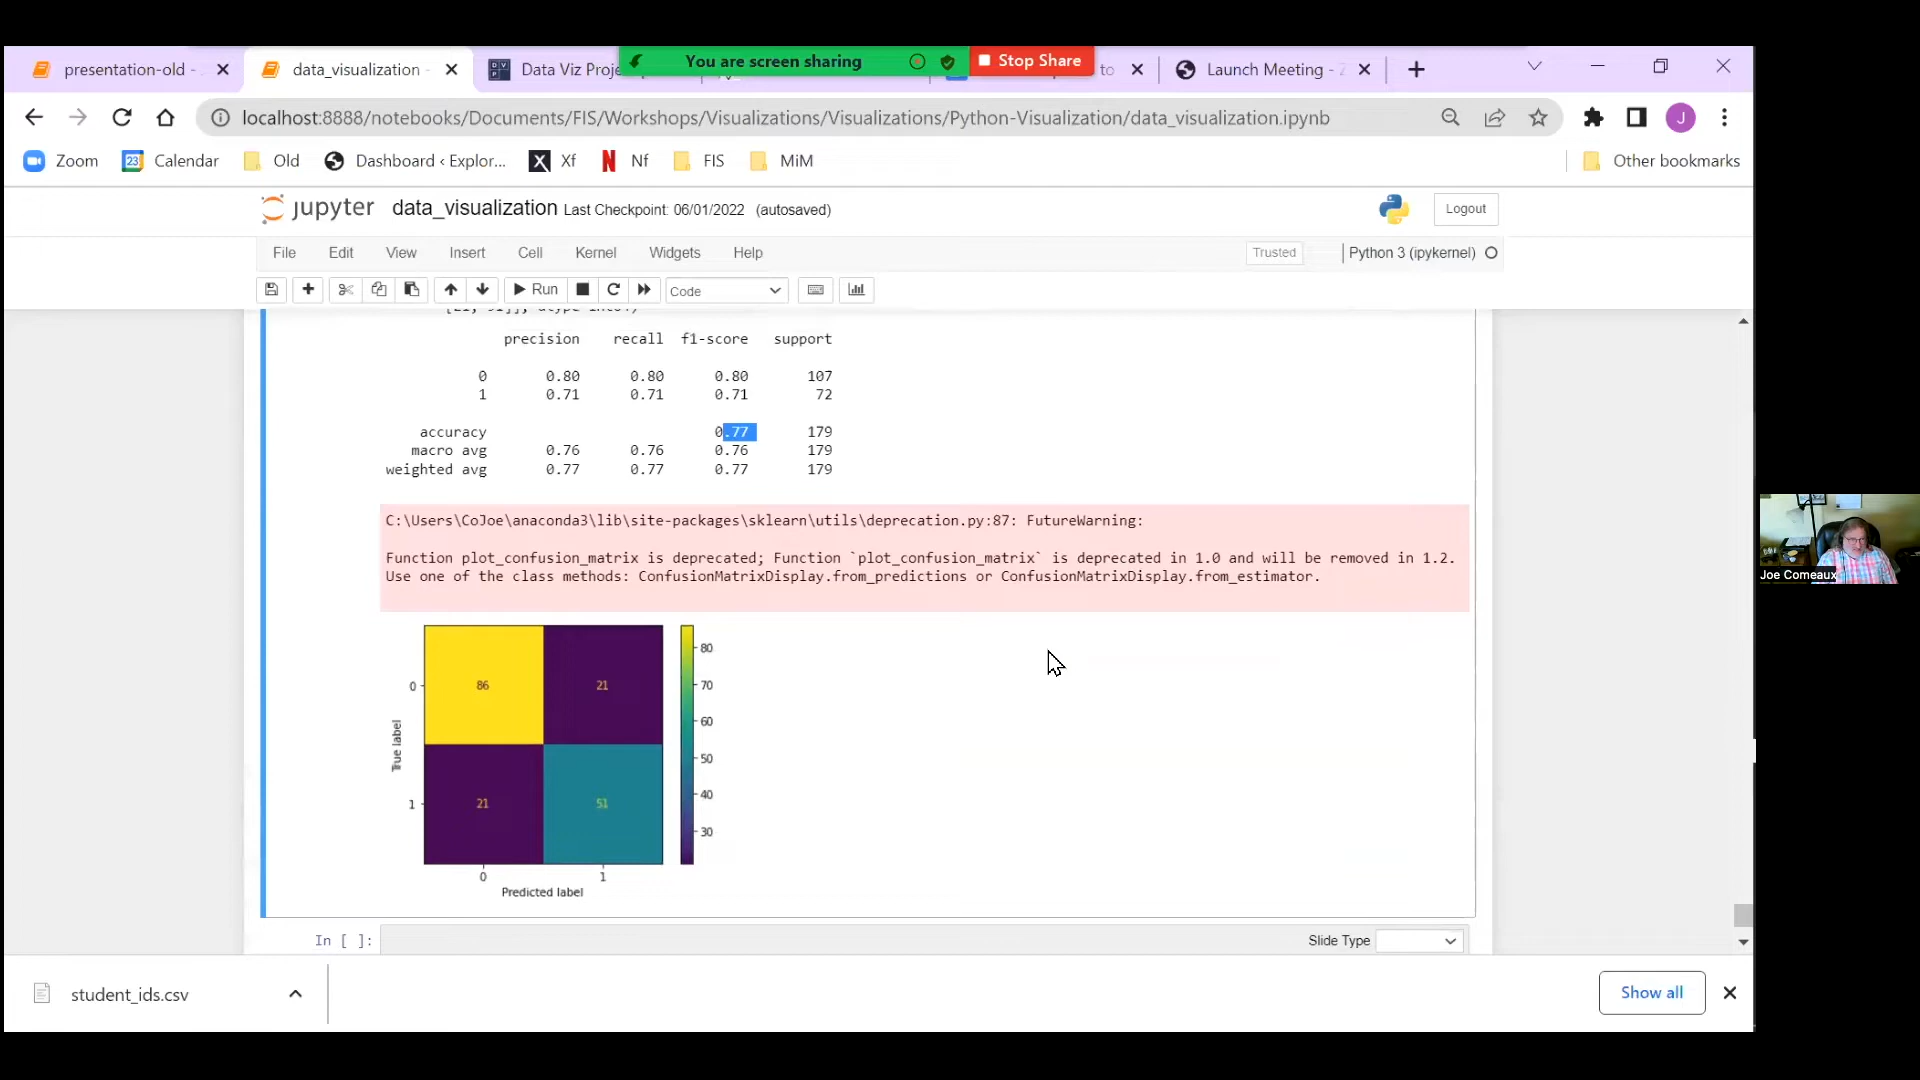 presentation-old -
data_visualization -
Data Viz Proje
You are screen sharing
Stop Share
to
Launch Meeting - Z
localhost:8888/notebooks/Documents/FIS/Workshops/Visualizations/Visualizations/Python-Visualization/data_visualization.ipynb
J
Zoom
23
Calendar
Old
Dashboard ‹ Explor...
Xf
Nf
FIS
MiM
Other bookmarks
jupyter
data_visualization Last Checkpoint: 06/01/2022 (autosaved)
Logout
File Edit View Insert Cell Kernel Widgets Help
Trusted
Python 3 (ipykernel)
Run
Code
precision recall f1-score support
0 0.80 0.80 0.80 107
1 0.71 0.71 0.71 72
accuracy 0.77 179
macro avg 0.76 0.76 0.76 179
weighted avg 0.77 0.77 0.77 179
C:\Users\CoJoe\anaconda3\lib\site-packages\sklearn\utils\deprecation.py:87: FutureWarning:
Function plot_confusion_matrix is deprecated; Function `plot_confusion_matrix` is deprecated in 1.0 and will be removed in 1.2.
Use one of the class methods: ConfusionMatrixDisplay.from_predictions or ConfusionMatrixDisplay.from_estimator.
Joe Comeaux
0
86
21
1
21
51
True label
0
1
Predicted label
80
70
60
50
40
30
In [ ]:
Slide Type
student_ids.csv
Show all